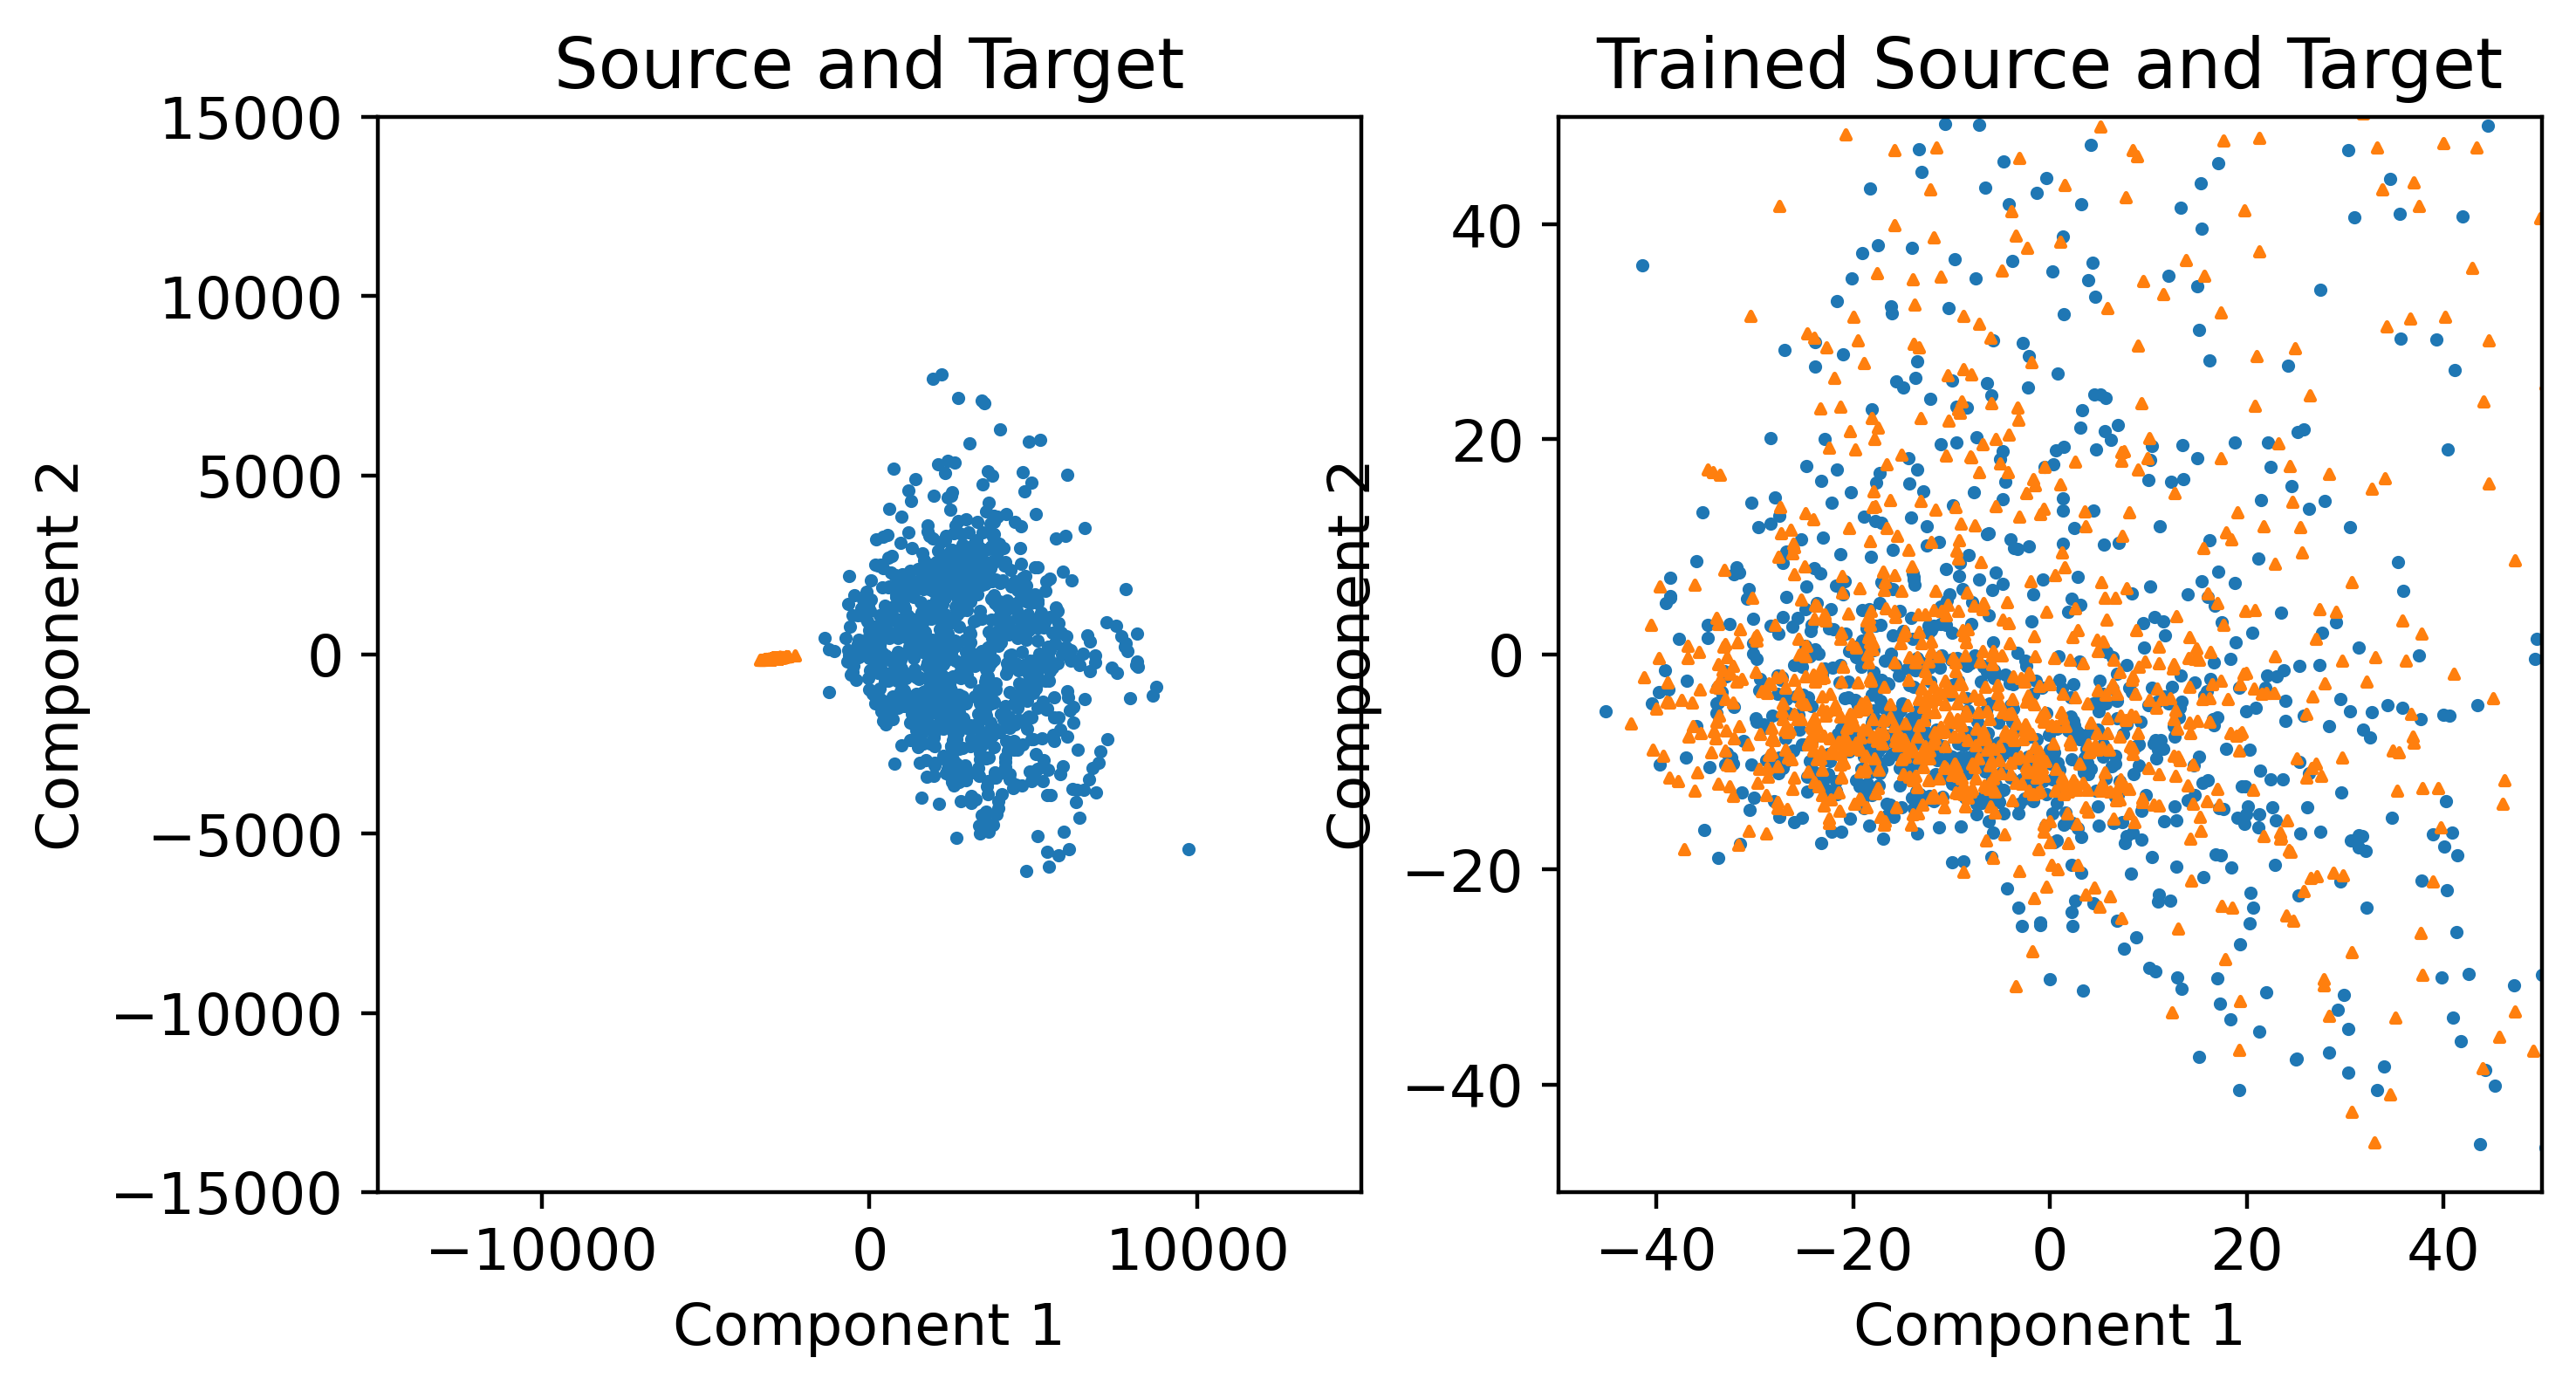 Source and Target
15000
10000
5000
0
−5000
−10000
−15000
Component 2
−10000 0 10000
Component 1
Trained Source and Target
40
20
0
−20
−40
Component 2
−40 −20 0 20 40
Component 1